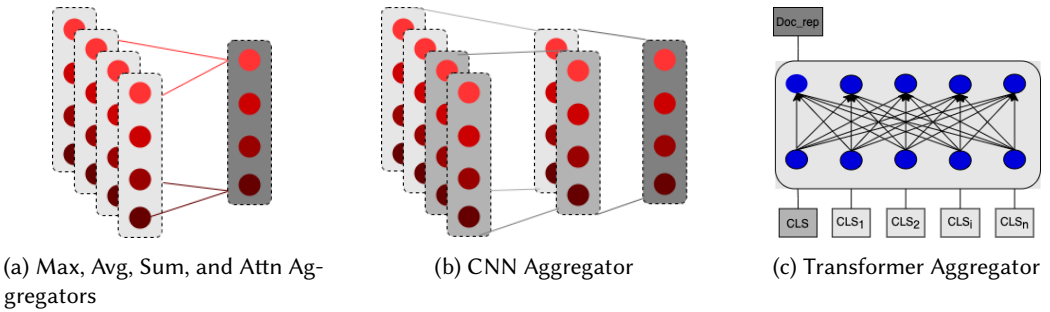 Doc_rep
CLS CLS1 CLS2 CLSi CLSn
(a) Max, Avg, Sum, and Attn Ag-
gregators
(b) CNN Aggregator
(c) Transformer Aggregator